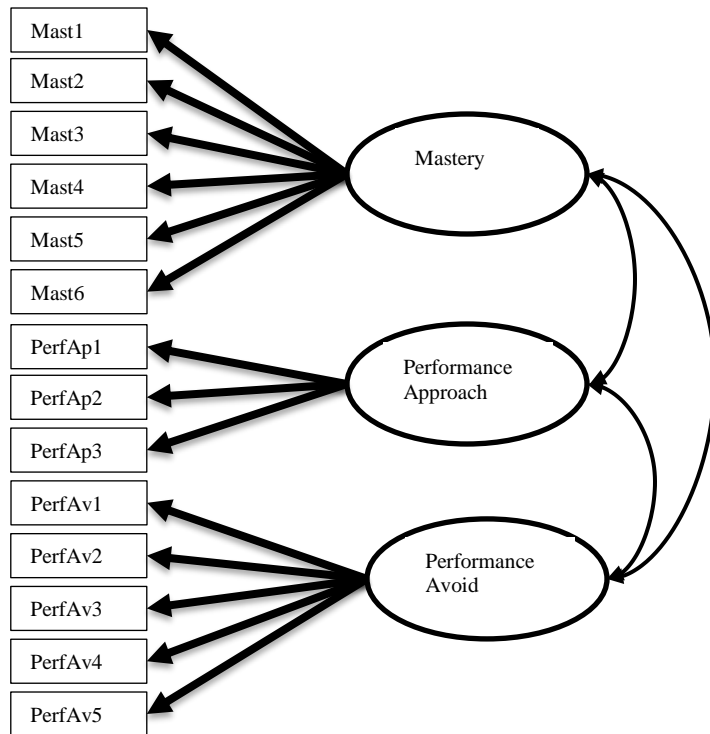 Mast1
Mast2
Mast3
Mast4
Mast5
Mast6
PerfAp1
PerfAp2
PerfAp3
PerfAv1
PerfAv2
PerfAv3
PerfAv4
PerfAv5
Mastery
Performance
Approach
Performance
Avoid